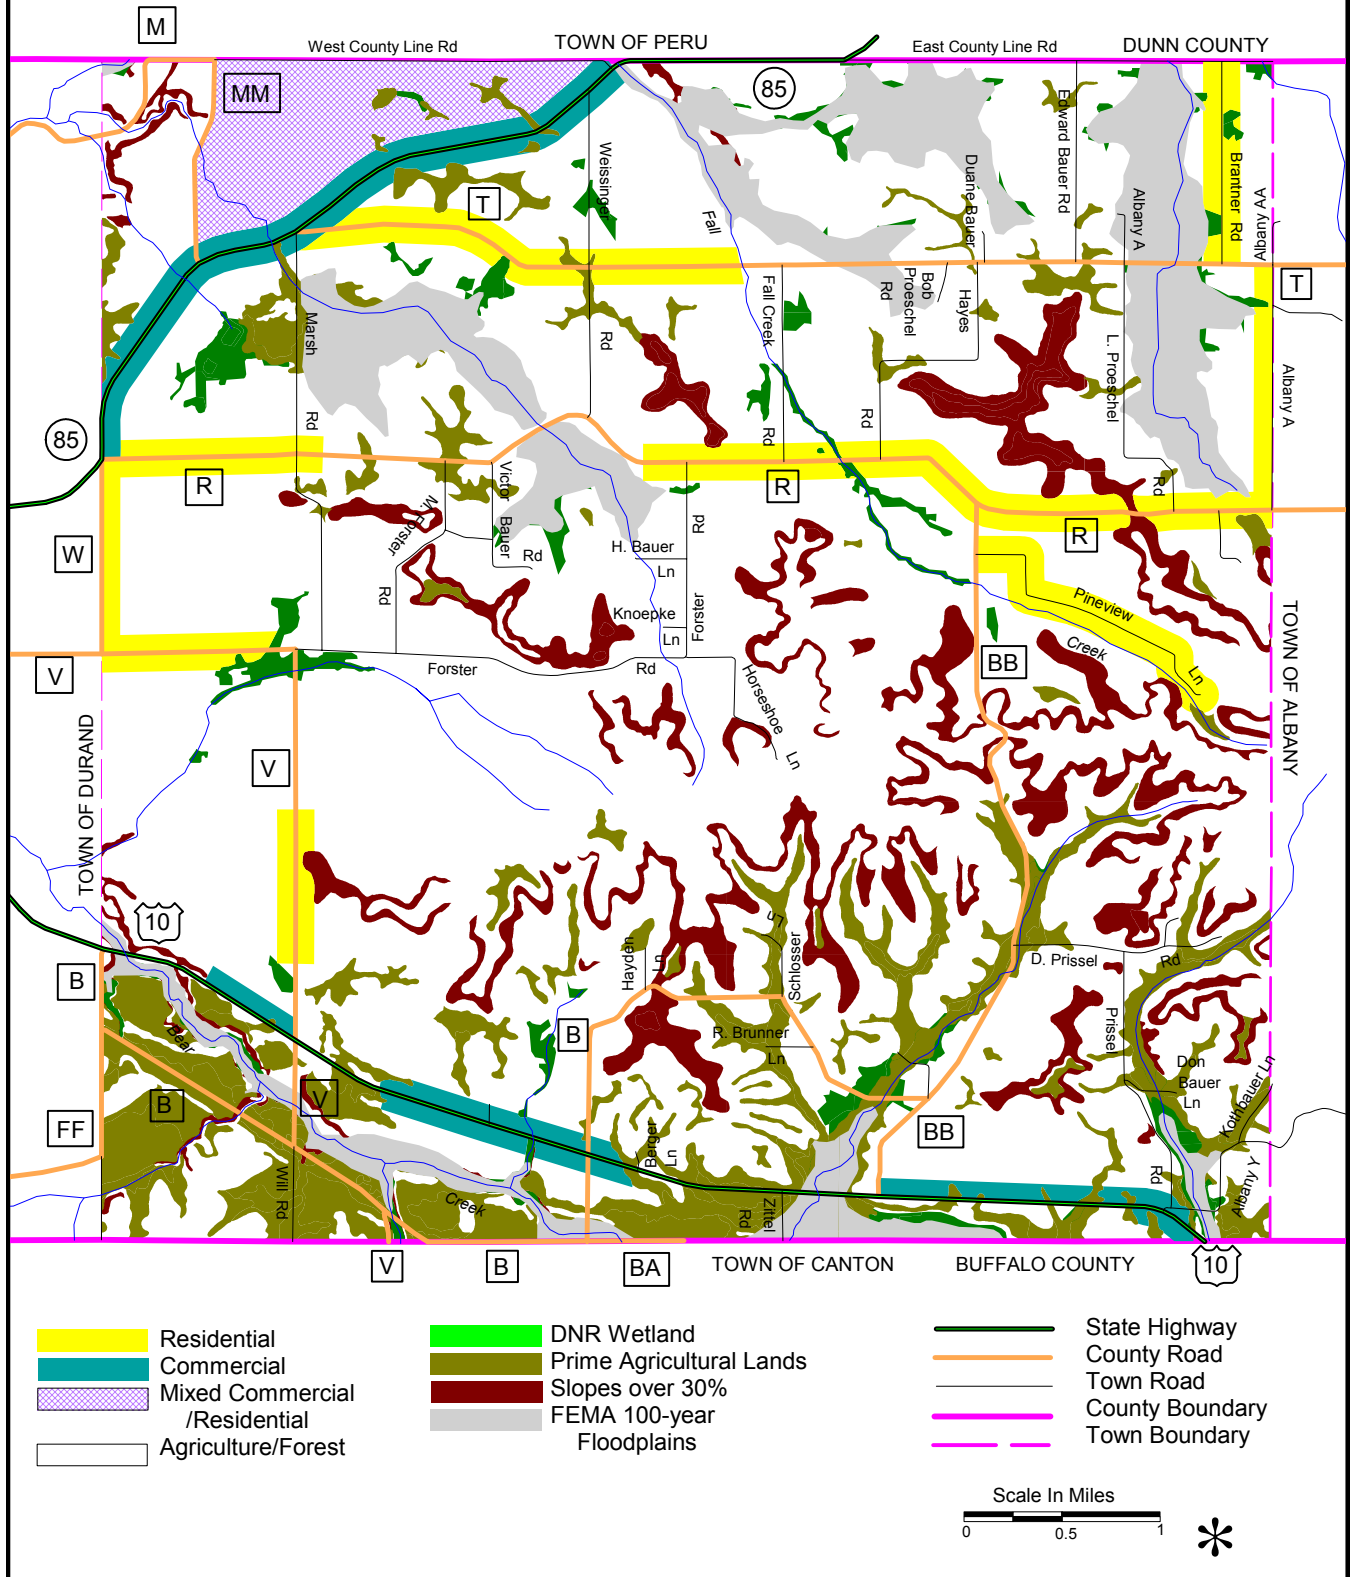 M
West County Line Rd
TOWN OF PERU
East County Line Rd
DUNN COUNTY
MM
85
Weissinger
Rd
Fall
Duane Bauer
Edward Bauer Rd
Albany A
Brantner Rd
Albany AA
T
T
Marsh
Rd
Fall Creek
Rd
Bob
Proeschel
Rd
Hayes
Rd
L. Proeschel
Rd
Albany A
85
R
R
R
Victor
Bauer
Rd
M. Forster
Rd
H. Bauer
Ln
Knoepke
Ln
Rd
Forster
W
V
Forster
Rd
Horseshoe
Ln
BB
Pineview
Ln
Creek
TOWN OF ALBANY
TOWN OF DURAND
V
10
B
Hayden
Ln
Ln
Schlosser
D. Prissel
Rd
Prissel
Rd
Bear
B
B
V
R. Brunner
Ln
FF
BB
Don
Bauer
Ln
Kothbauer Ln
Berger
Ln
Will Rd
Creek
Zittel
Rd
Albany Y
V
B
BA
TOWN OF CANTON
BUFFALO COUNTY
10
Residential
Commercial
Mixed Commercial
/Residential
Agriculture/Forest
DNR Wetland
Prime Agricultural Lands
Slopes over 30%
FEMA 100-year
Floodplains
State Highway
County Road
Town Road
County Boundary
Town Boundary
Scale In Miles
0
0.5
1